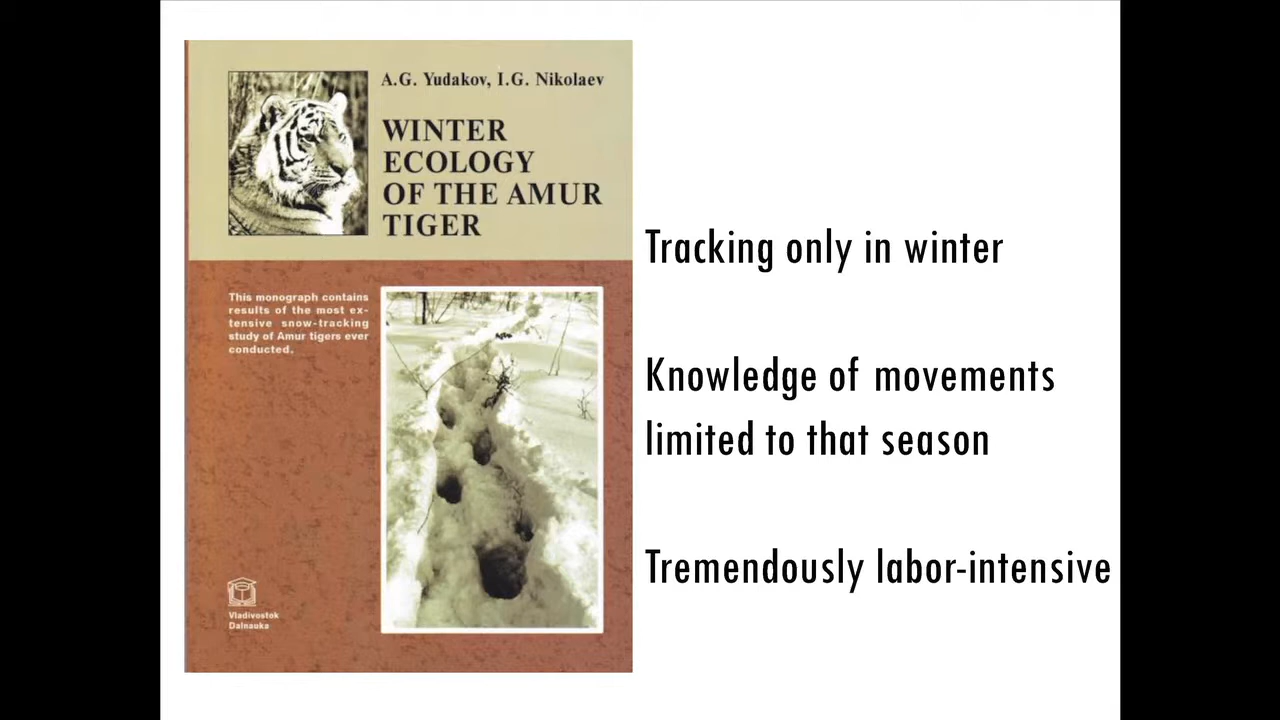 A.G. Yudakov, I.G. Nikolaev
WINTER
ECOLOGY
OF THE AMUR
TIGER
This monograph contains
results of the most ex-
tensive snow-tracking
study of Amur tigers ever
conducted.
Vladivostok
Dalnauka
Tracking only in winter
Knowledge of movements
limited to that season
Tremendously labor-intensive